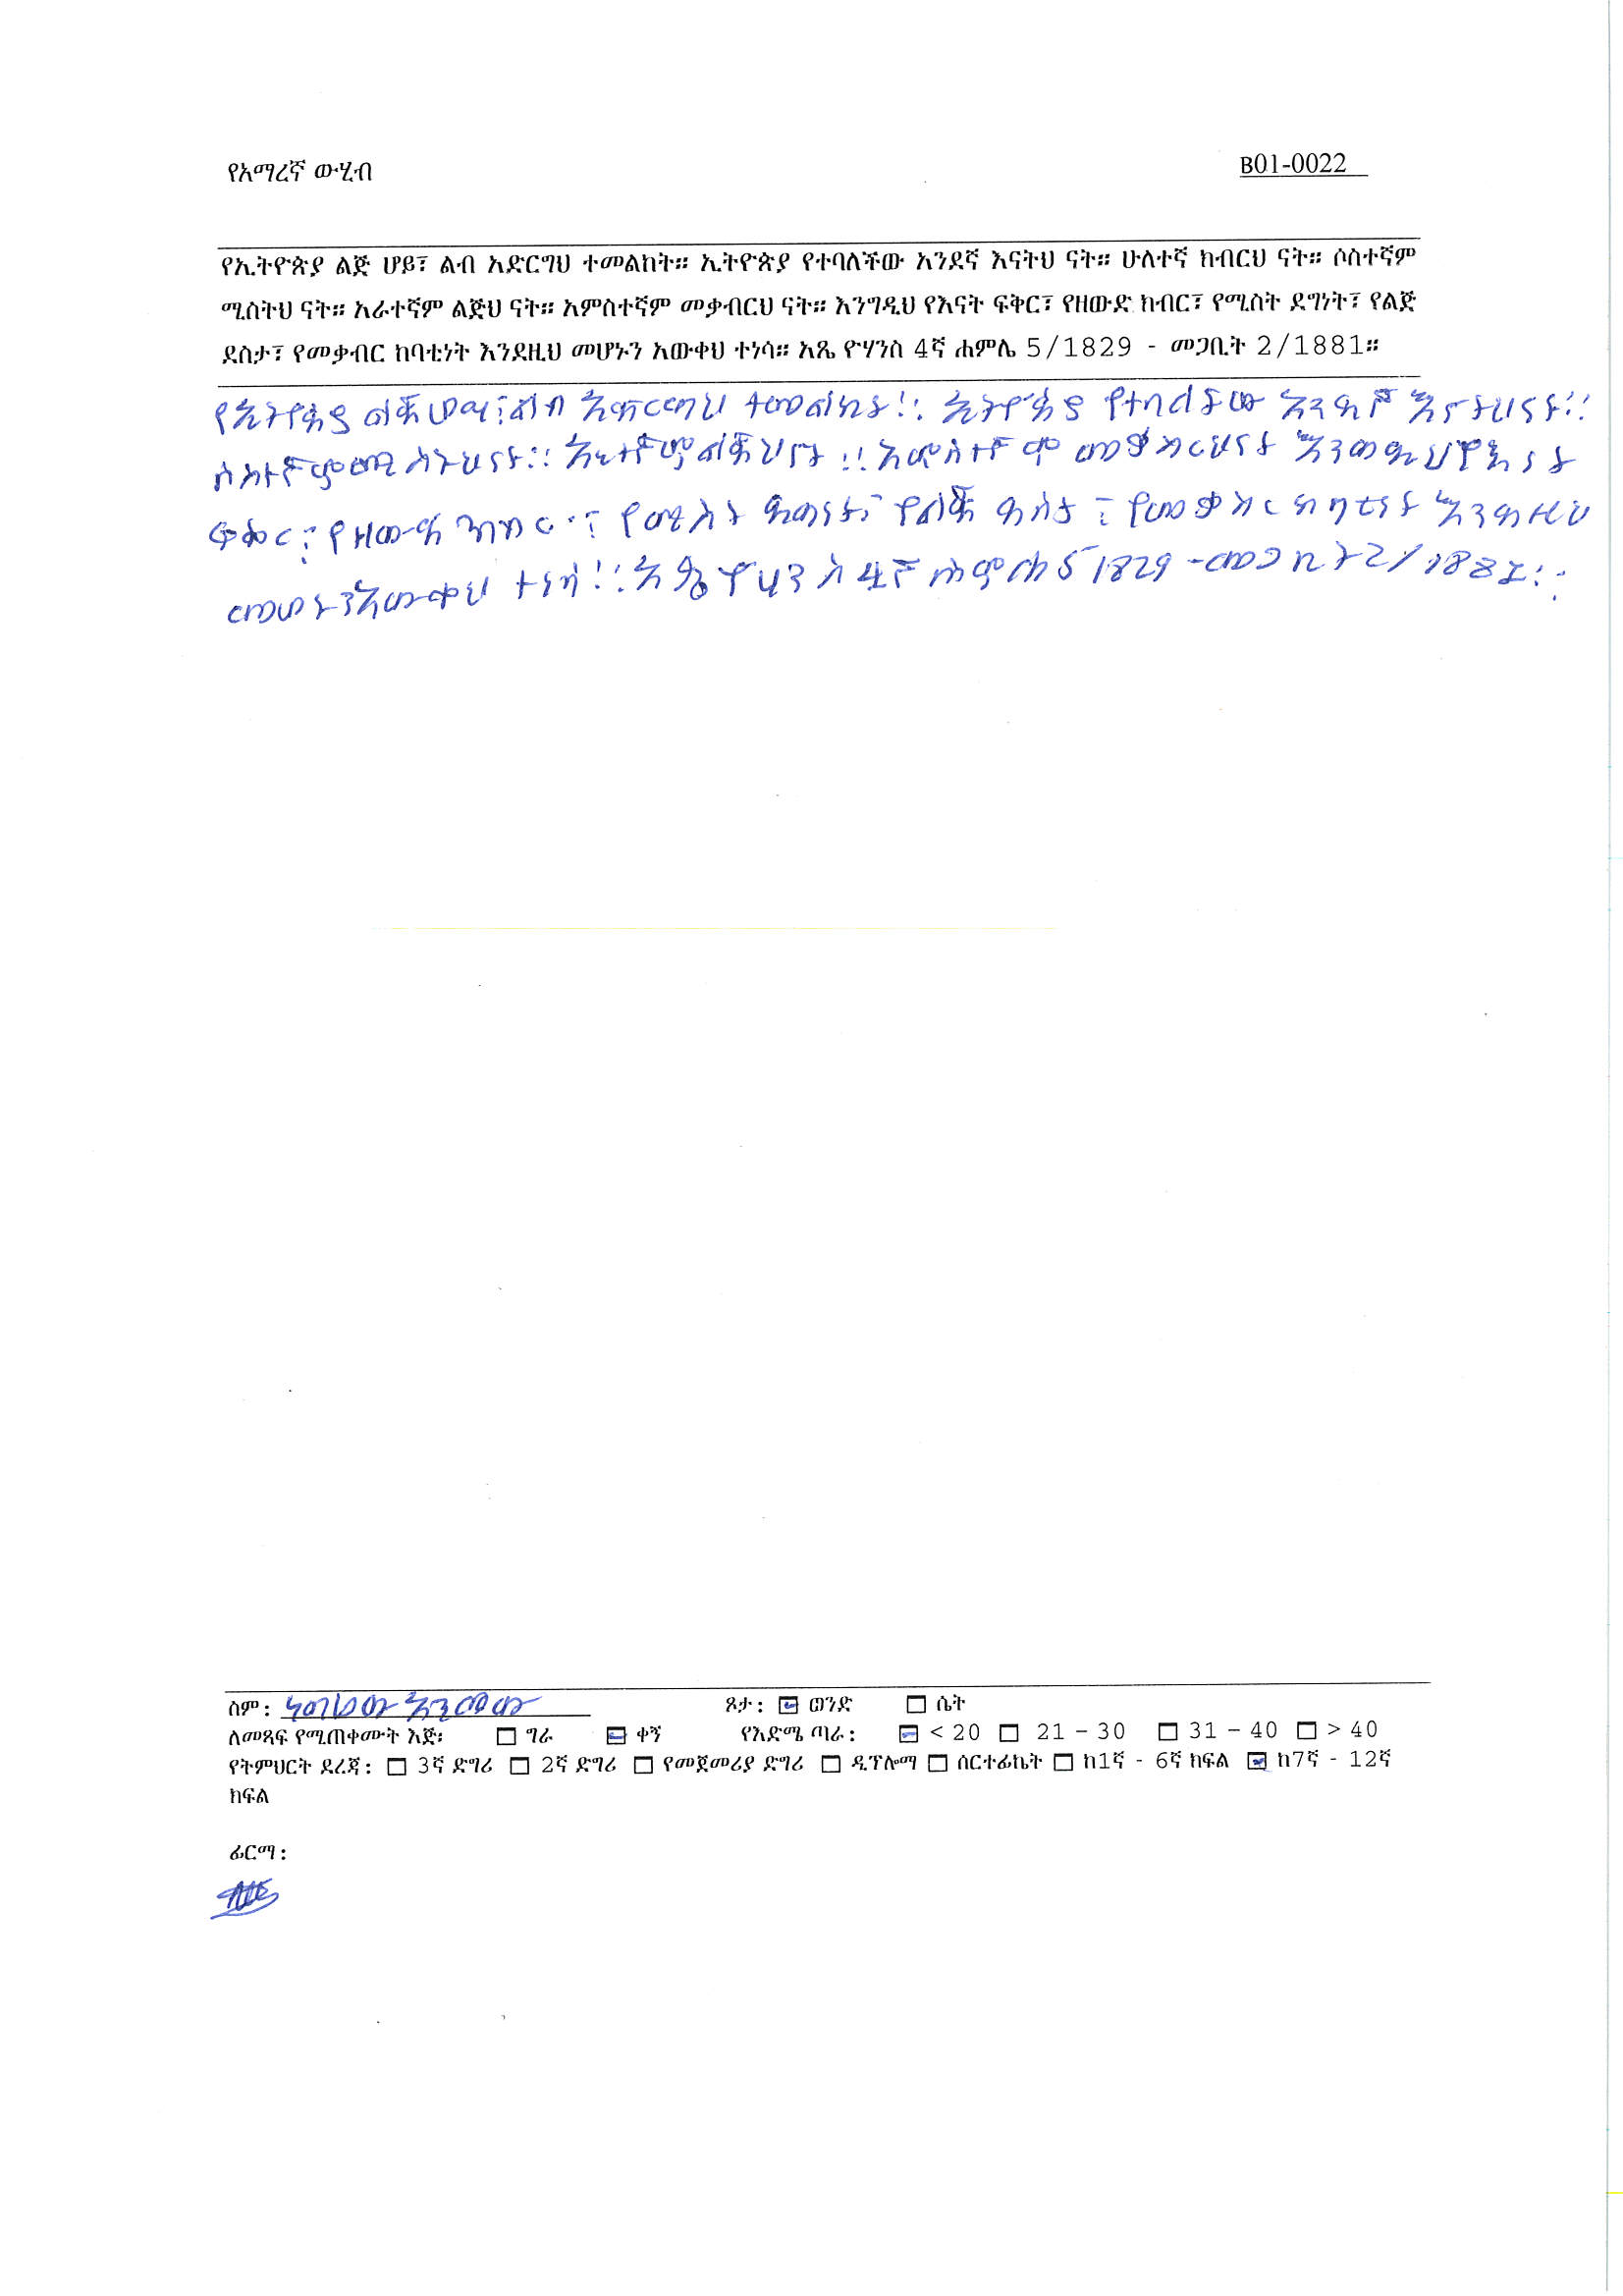 የአማረኛ ውሂብ
B01-0022
የኢትዮጵያ ልጅ ሆይ፣ ልብ አድርግህ ተመልከት። ኢትዮጵያ የተባለችው አንደኛ እናትህ ናት። ሁለተኛ ክብርህ ናት። ሶስተኛም
ሚስትህ ናት። አራተኛም ልጅህ ናት። አምስተኛም መቃብርህ ናት። እንግዲህ የእናት ፍቅር፣ የዘውድ ክብር፣ የሚስት ደግነት፣ የልጅ
ደስታ፣ የመቃብር ከባቲነት እንደዚህ መሆኑን አውቀህ ተነሳ። አጼ ዮሃንስ 4ኛ ሐምሌ 5/1829 - መጋቢት 2/1881።
የኢትዮጵያ ልጅ ሆይ፣ ልብ አድርገህ ተመልከት። ኢትዮጵያ የተባለችው አንደኛ እናትህ ናት።
ሶስተኛም ሚስትህ ናት። አራተኛም ልጅህ ናት። አምስተኛም መቃብርህ ናት እንግዲህ የእናት
ፍቅር፣ የዘውድ ክብር፣ የሚስት ደግነት፣ የልጅ ደስታ፣ የመቃብር ከባቲነት እንደዚህ
መሆኑን አውቀህ ተነሳ። አጼ ዮሃንስ 4ኛ ሐምሌ 5/1829 - መጋቢት 2/1881።
ስም:
ጾታ: ወንድ ሴት
ለመጻፍ የሚጠቀሙት እጅ፡ ግራ ቀኝ የእድሜ ጣራ: < 20 21 – 30 31 – 40 > 40
የትምህርት ደረጃ: 3ኛ ድግሪ 2ኛ ድግሪ የመጀመሪያ ድግሪ ዲፕሎማ ሰርተፊኬት ከ1ኛ - 6ኛ ክፍል ከ7ኛ - 12ኛ
ክፍል
ፊርማ: